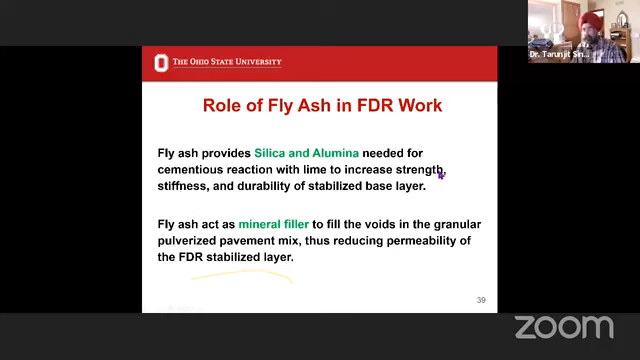 THE OHIO STATE UNIVERSITY
Dr. Tarunjit Sin...
Role of Fly Ash in FDR Work
Fly ash provides Silica and Alumina needed for
cementitious reaction with lime to increase strength,
stiffness, and durability of stabilized base layer.
Fly ash act as mineral filler to fill the voids in the granular
pulverized pavement mix, thus reducing permeability of
the FDR stabilized layer.
39
zoom